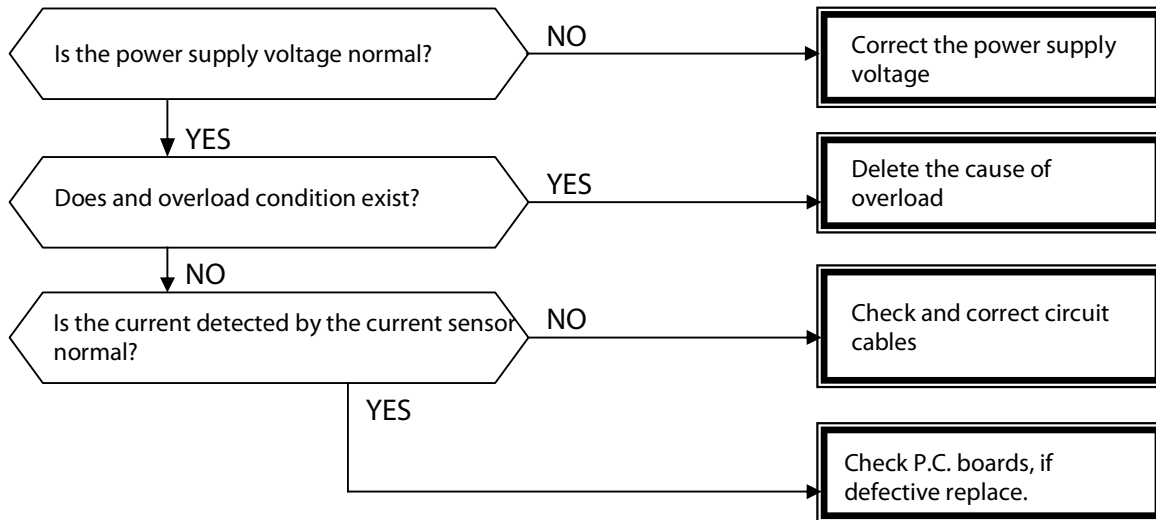 Is the power supply voltage normal?
NO
Correct the power supply
voltage
YES
Does and overload condition exist?
YES
Delete the cause of
overload
NO
Is the current detected by the current sensor
normal?
NO
Check and correct circuit
cables
YES
Check P.C. boards, if
defective replace.